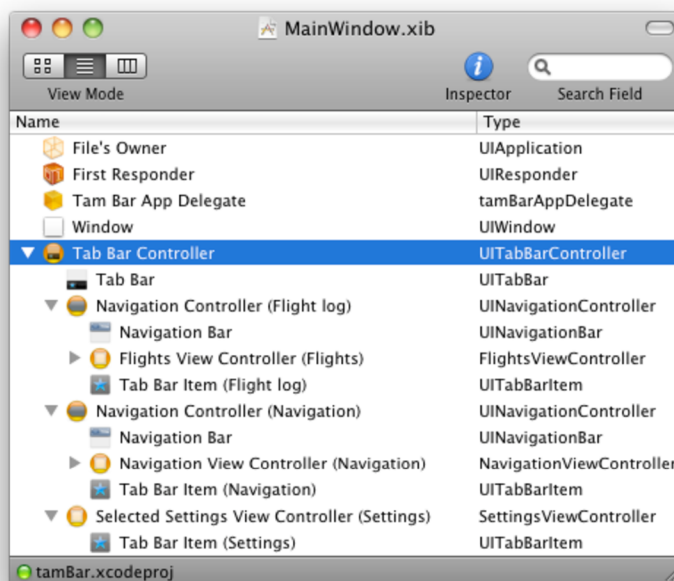 MainWindow.xib
View Mode Inspector Search Field
Name Type
File's Owner UIApplication
First Responder UIResponder
Tam Bar App Delegate tamBarAppDelegate
Window UIWindow
Tab Bar Controller UITabBarController
Tab Bar UITabBar
Navigation Controller (Flight log) UINavigationController
Navigation Bar UINavigationBar
Flights View Controller (Flights) FlightsViewController
Tab Bar Item (Flight log) UITabBarItem
Navigation Controller (Navigation) UINavigationController
Navigation Bar UINavigationBar
Navigation View Controller (Navigation) NavigationViewController
Tab Bar Item (Navigation) UITabBarItem
Selected Settings View Controller (Settings) SettingsViewController
Tab Bar Item (Settings) UITabBarItem
tamBar.xcodeproj